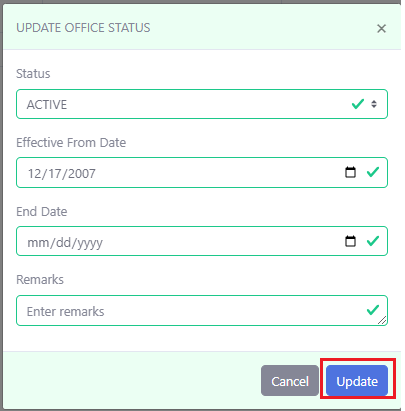 UPDATE OFFICE STATUS ×
Status
ACTIVE
Effective From Date
12/17/2007
End Date
mm/dd/yyyy
Remarks
Enter remarks
Cancel Update